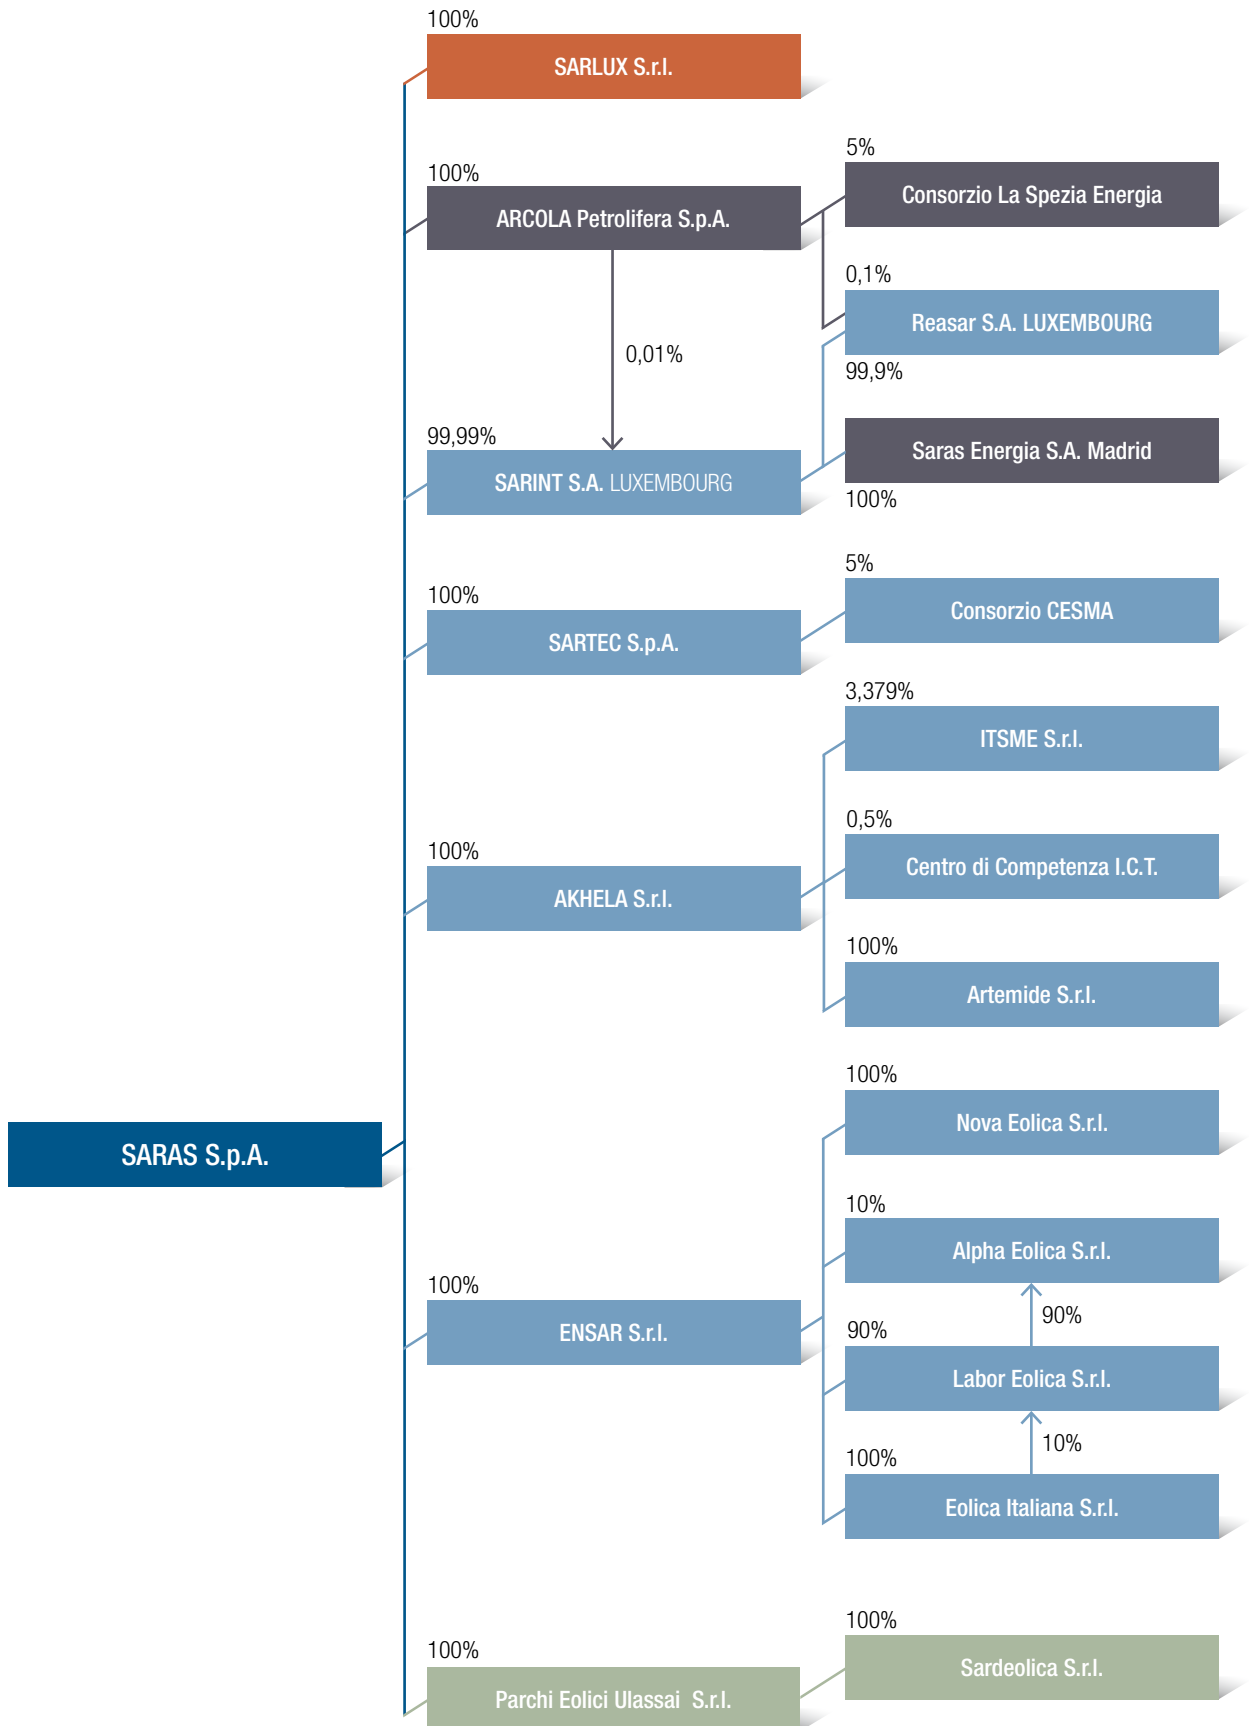 100%
SARLUX S.r.l.
5%
Consorzio La Spezia Energia
100%
ARCOLA Petrolifera S.p.A.
0,1%
Reasar S.A. LUXEMBOURG
0,01%
99,9%
99,99%
SARINT S.A. LUXEMBOURG
Saras Energia S.A. Madrid
100%
5%
Consorzio CESMA
100%
SARTEC S.p.A.
3,379%
ITSME S.r.l.
0,5%
Centro di Competenza I.C.T.
100%
AKHELA S.r.l.
100%
Artemide S.r.l.
100%
Nova Eolica S.r.l.
SARAS S.p.A.
10%
Alpha Eolica S.r.l.
100%
ENSAR S.r.l.
90%
90%
Labor Eolica S.r.l.
10%
100%
Eolica Italiana S.r.l.
100%
Sardeolica S.r.l.
100%
Parchi Eolici Ulassai S.r.l.